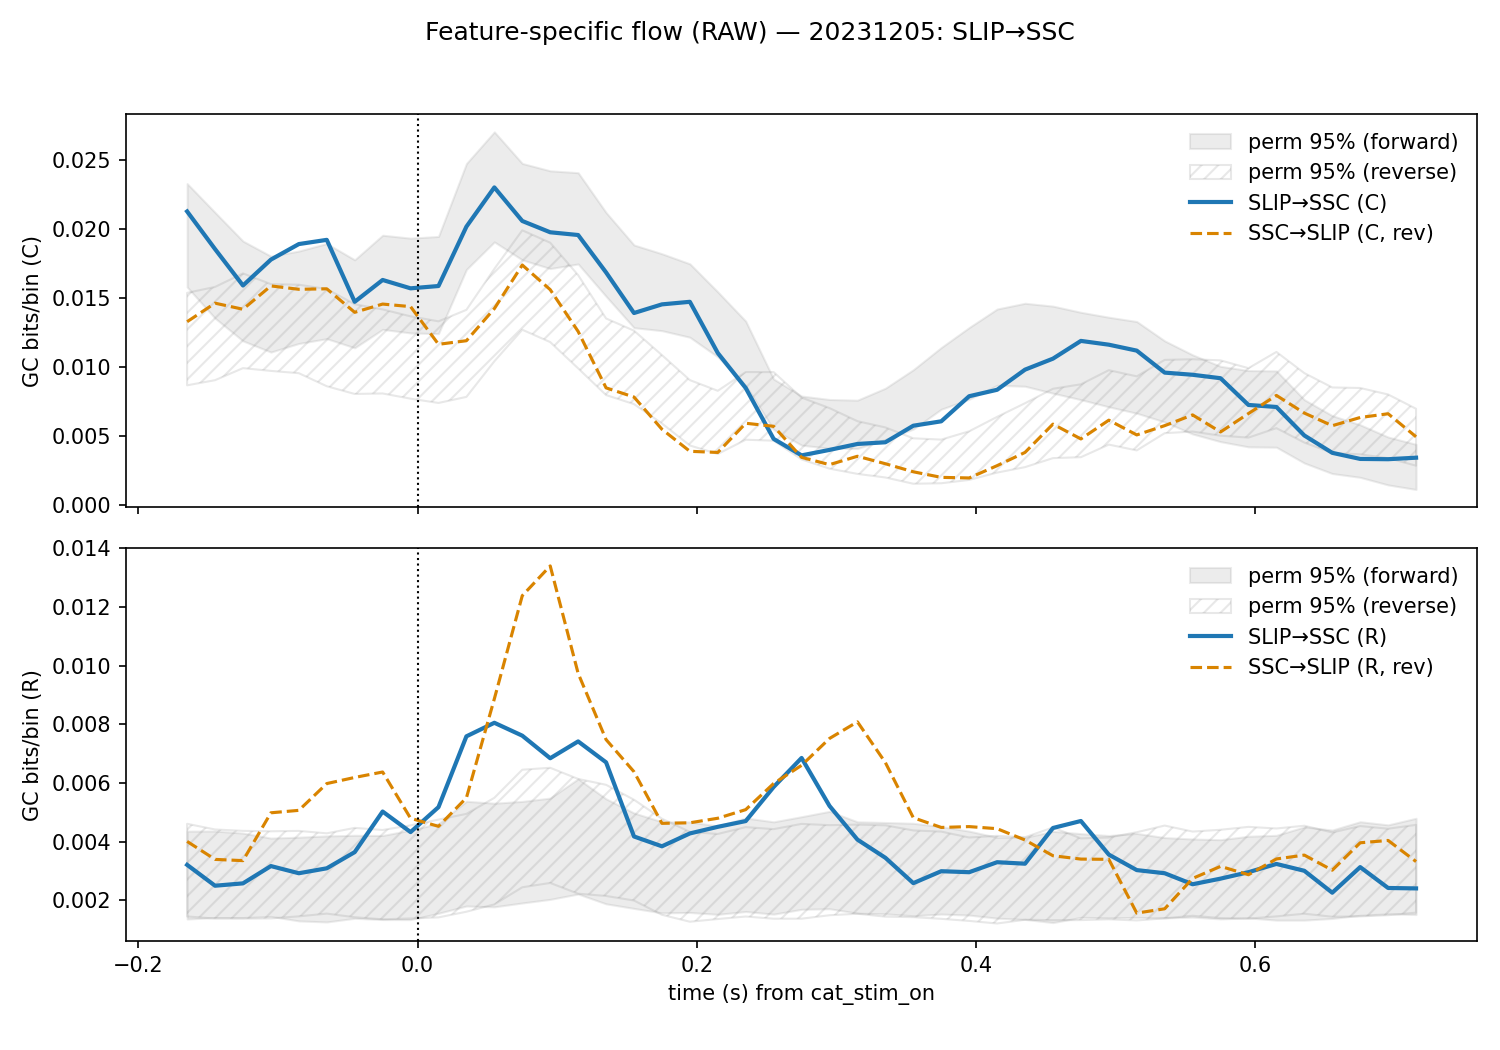 Feature-specific flow (RAW) — 20231205: SLIP→SSC
GC bits/bin (C)
0.025
0.020
0.015
0.010
0.005
0.000
perm 95% (forward)
perm 95% (reverse)
SLIP→SSC (C)
SSC→SLIP (C, rev)
GC bits/bin (R)
0.014
0.012
0.010
0.008
0.006
0.004
0.002
perm 95% (forward)
perm 95% (reverse)
SLIP→SSC (R)
SSC→SLIP (R, rev)
−0.2 0.0 0.2 0.4 0.6
time (s) from cat_stim_on